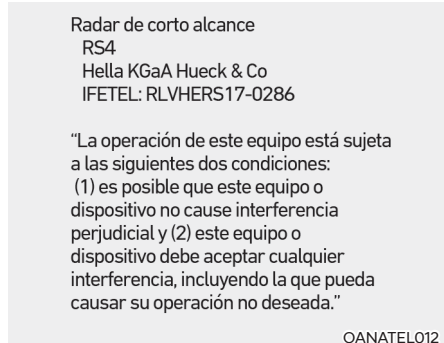 Radar de corto alcance
RS4
Hella KGaA Hueck & Co
IFETEL: RLVHERS17-0286
“La operación de este equipo está sujeta
a las siguientes dos condiciones:
(1) es posible que este equipo o
dispositivo no cause interferencia
perjudicial y (2) este equipo o
dispositivo debe aceptar cualquier
interferencia, incluyendo la que pueda
causar su operación no deseada.”
OANATEL012